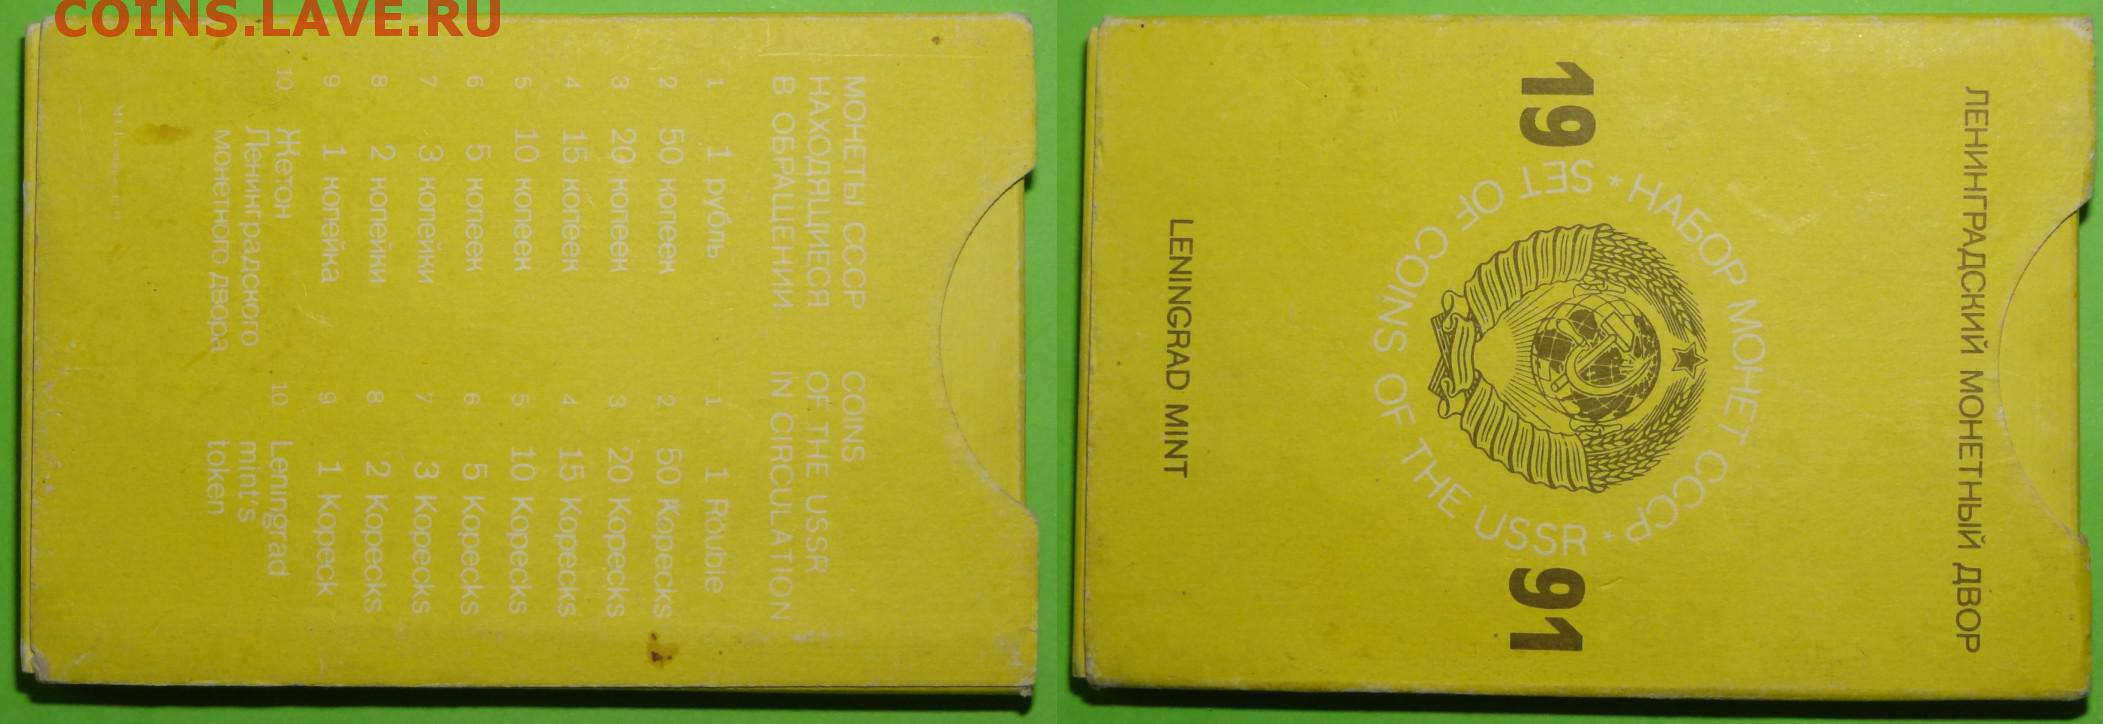 COINS.LAVE.RU
МОНЕТЫ СССР
НАХОДЯЩИЕСЯ
В ОБРАЩЕНИИ
1 1 рубль
2 50 копеек
3 20 копеек
4 15 копеек
5 10 копеек
6 5 копеек
7 3 копейки
8 2 копейки
9 1 копейка
10 Жетон
Ленинградского
монетного двора
COINS
OF THE USSR
IN CIRCULATION
1 1 Rouble
2 50 Kopecks
3 20 Kopecks
4 15 Kopecks
5 10 Kopecks
6 5 Kopecks
7 3 Kopecks
8 2 Kopecks
9 1 Kopeck
10 Leningrad
mint's
token
ЛЕНИНГРАДСКИЙ МОНЕТНЫЙ ДВОР
* НАБОР МОНЕТ СССР *
19 91
SET OF COINS OF THE USSR
LENINGRAD MINT